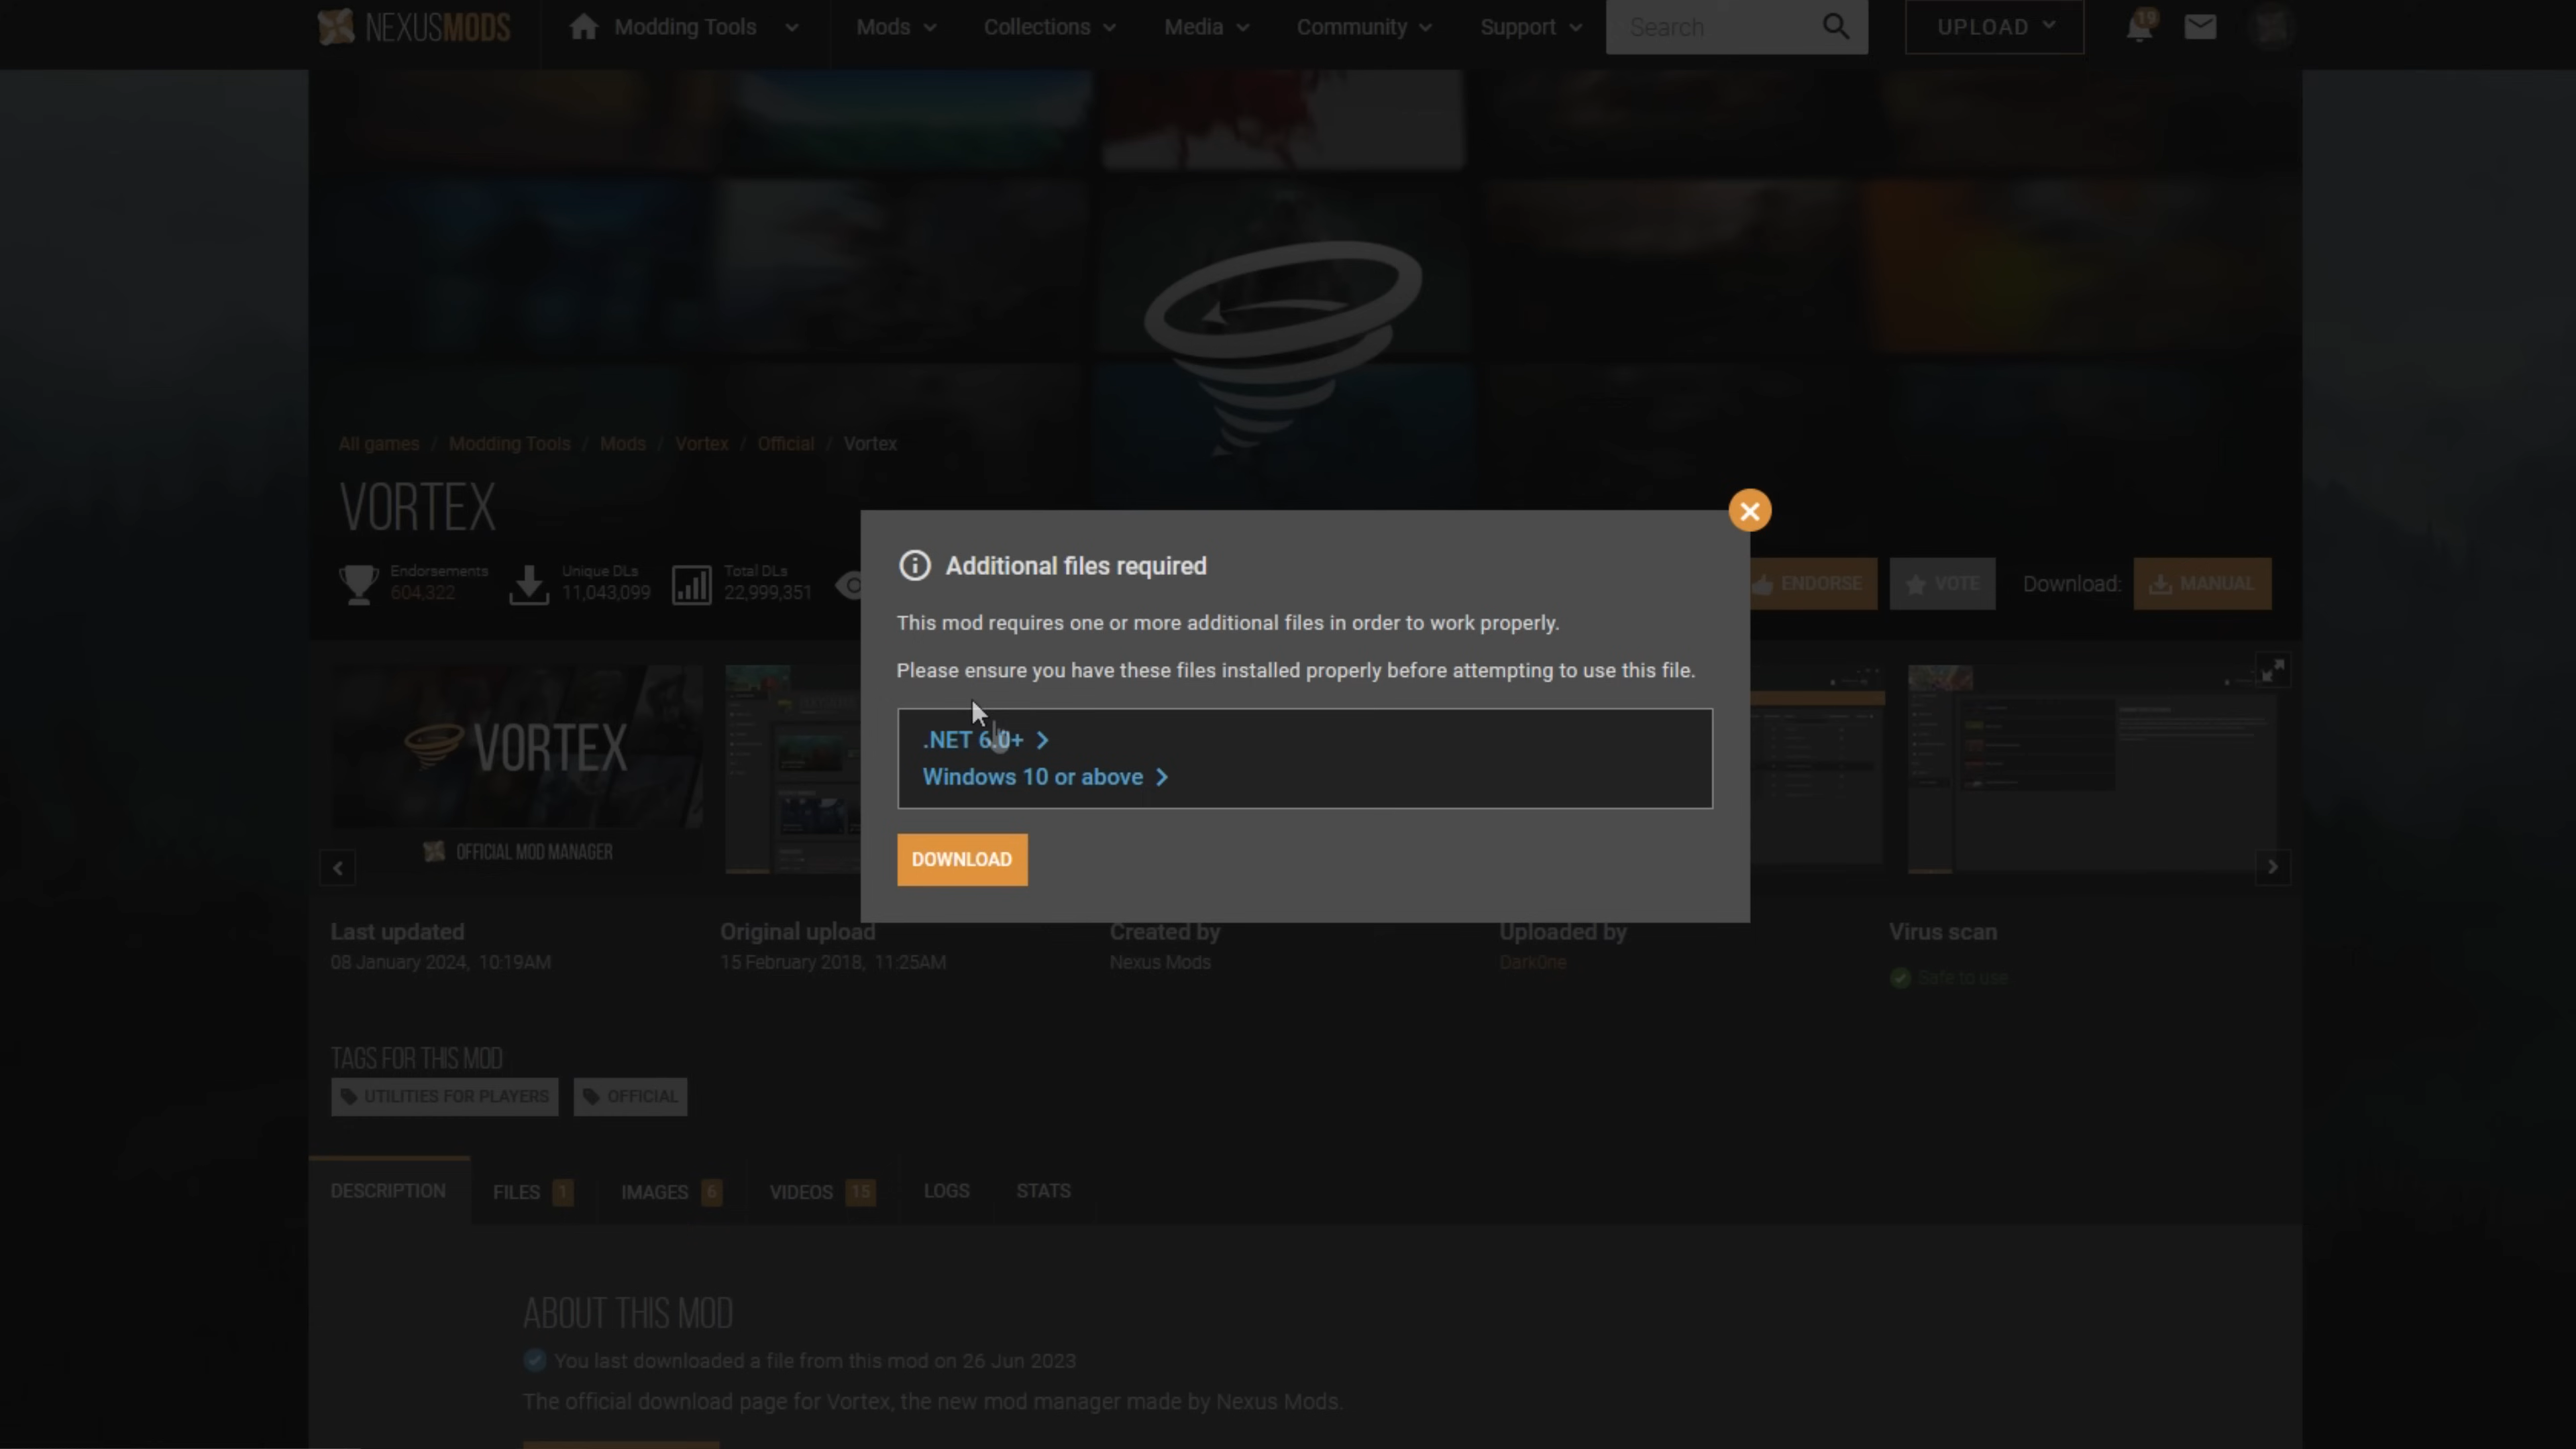 NEXUSMODS
Modding Tools
Mods
Collections
Media
Community
Support
Search
UPLOAD
19
All games / Modding Tools / Mods / Vortex / Official / Vortex
VORTEX
Endorsements
604,322
Unique DLs
11,043,099
Total DLs
22,999,351
ENDORSE
VOTE
Download:
MANUAL
Additional files required
This mod requires one or more additional files in order to work properly.
Please ensure you have these files installed properly before attempting to use this file.
.NET 6.0+
Windows 10 or above
DOWNLOAD
VORTEX
OFFICIAL MOD MANAGER
Last updated
08 January 2024, 10:19AM
Original upload
15 February 2018, 11:25AM
Created by
Nexus Mods
Uploaded by
Dark0ne
Virus scan
Safe to use
TAGS FOR THIS MOD
UTILITIES FOR PLAYERS
OFFICIAL
DESCRIPTION
FILES 1
IMAGES 6
VIDEOS 15
LOGS
STATS
ABOUT THIS MOD
You last downloaded a file from this mod on 26 Jun 2023
The official download page for Vortex, the new mod manager made by Nexus Mods.